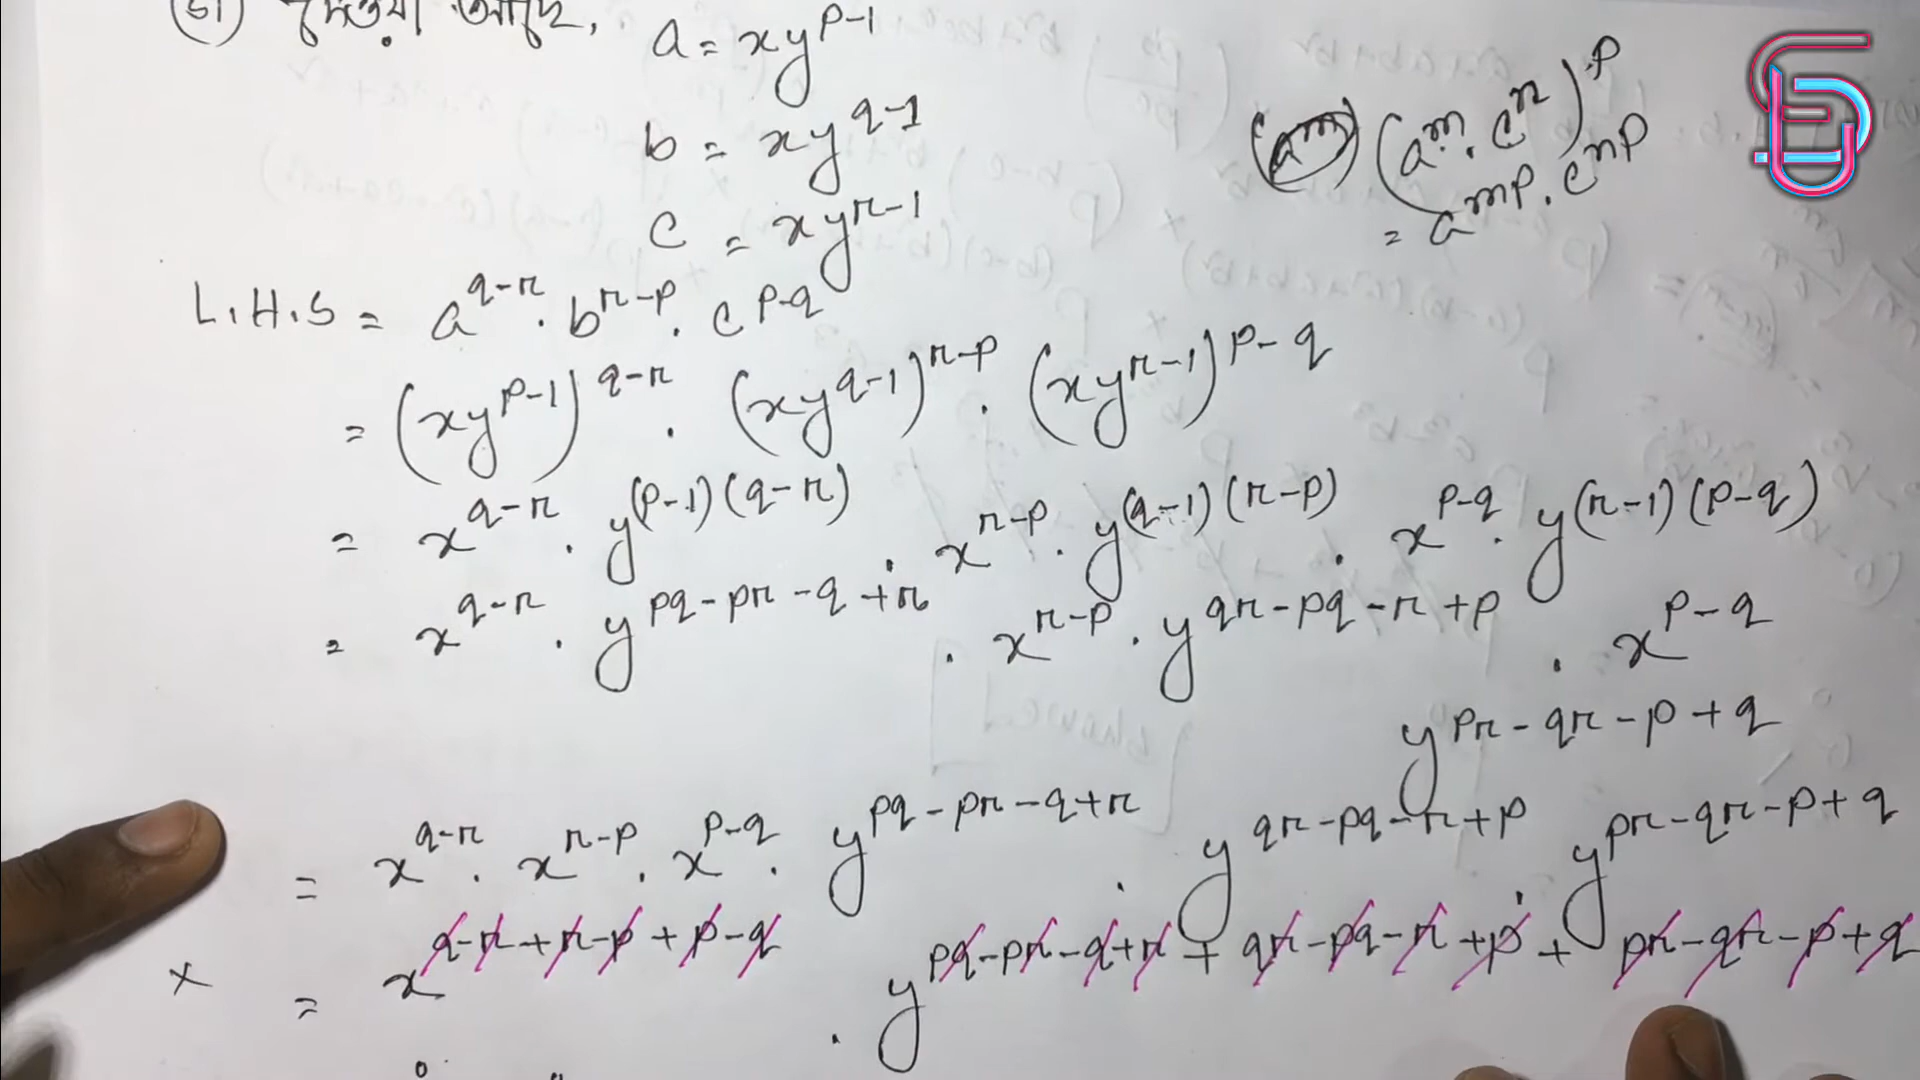 (ii) দেওয়া আছে,
a = xy^{p-1}
b = xy^{q-1}
c = xy^{r-1}
(a^m) (a^m . c^n)^p
= a^{mp} . c^{np}
L.H.S = a^{q-r} . b^{r-p} . c^{p-q}
= (xy^{p-1})^{q-r} . (xy^{q-1})^{r-p} . (xy^{r-1})^{p-q}
= x^{q-r} . y^{(p-1)(q-r)} . x^{r-p} . y^{(q-1)(r-p)} . x^{p-q} . y^{(r-1)(p-q)}
= x^{q-r} . y^{pq-pr-q+r} . x^{r-p} . y^{qr-pq-r+p} . x^{p-q}
y^{pr-qr-p+q}
= x^{q-r} . x^{r-p} . x^{p-q} . y^{pq-pr-q+r} . y^{qr-pq-r+p} . y^{pr-qr-p+q}
x = x^{q-r+r-p+p-q} . y^{pq-pr-q+r+qr-pq-r+p+pr-qr-p+q}